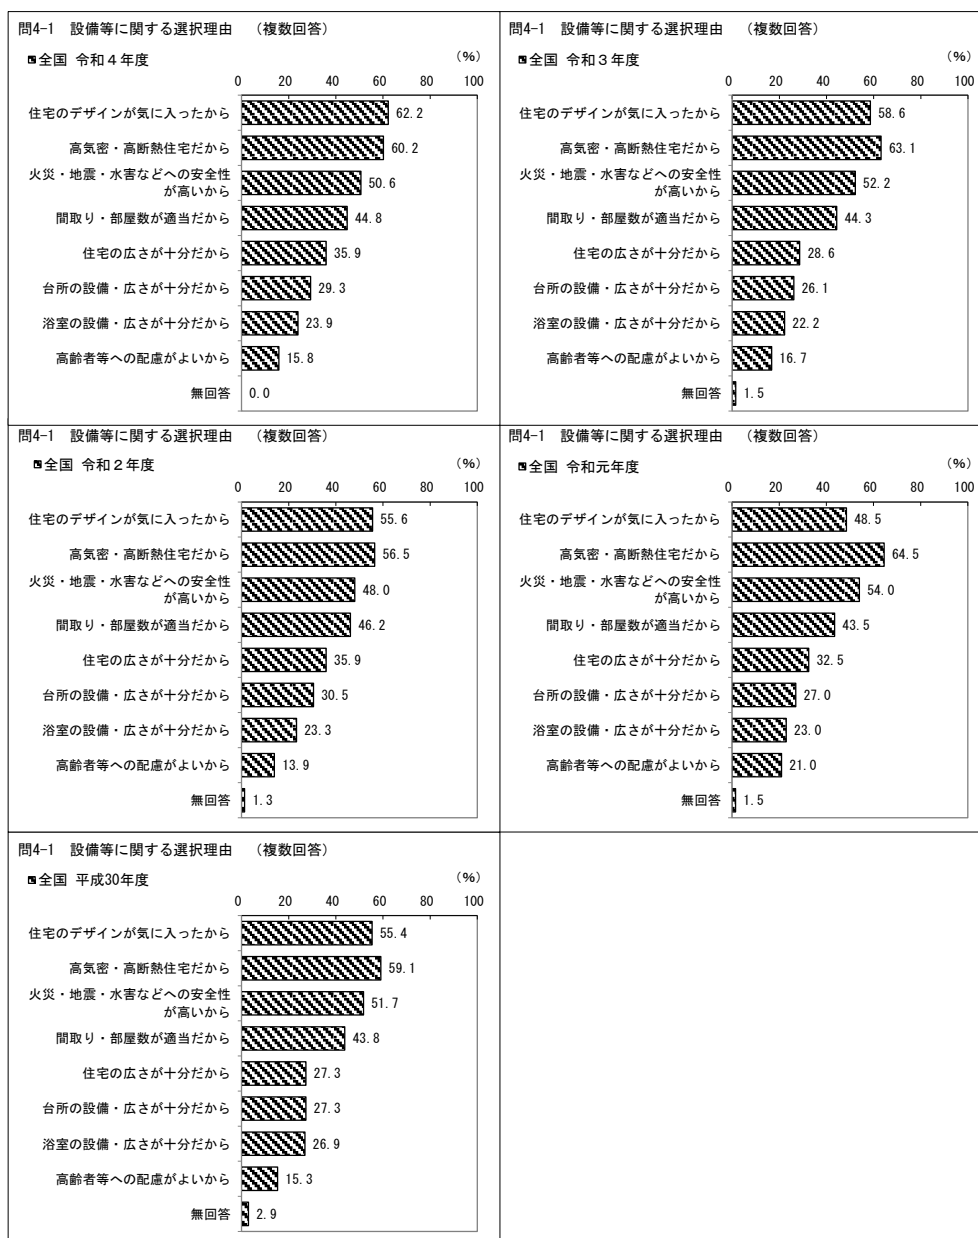 問4-1　設備等に関する選択理由　（複数回答）
全国 令和４年度
（%）
0 20 40 60 80 100
住宅のデザインが気に入ったから 62.2
高気密・高断熱住宅だから 60.2
火災・地震・水害などへの安全性
が高いから 50.6
間取り・部屋数が適当だから 44.8
住宅の広さが十分だから 35.9
台所の設備・広さが十分だから 29.3
浴室の設備・広さが十分だから 23.9
高齢者等への配慮がよいから 15.8
無回答 0.0
問4-1　設備等に関する選択理由　（複数回答）
全国 令和３年度
（%）
0 20 40 60 80 100
住宅のデザインが気に入ったから 58.6
高気密・高断熱住宅だから 63.1
火災・地震・水害などへの安全性
が高いから 52.2
間取り・部屋数が適当だから 44.3
住宅の広さが十分だから 28.6
台所の設備・広さが十分だから 26.1
浴室の設備・広さが十分だから 22.2
高齢者等への配慮がよいから 16.7
無回答 1.5
問4-1　設備等に関する選択理由　（複数回答）
全国 令和２年度
（%）
0 20 40 60 80 100
住宅のデザインが気に入ったから 55.6
高気密・高断熱住宅だから 56.5
火災・地震・水害などへの安全性
が高いから 48.0
間取り・部屋数が適当だから 46.2
住宅の広さが十分だから 35.9
台所の設備・広さが十分だから 30.5
浴室の設備・広さが十分だから 23.3
高齢者等への配慮がよいから 13.9
無回答 1.3
問4-1　設備等に関する選択理由　（複数回答）
全国 令和元年度
（%）
0 20 40 60 80 100
住宅のデザインが気に入ったから 48.5
高気密・高断熱住宅だから 64.5
火災・地震・水害などへの安全性
が高いから 54.0
間取り・部屋数が適当だから 43.5
住宅の広さが十分だから 32.5
台所の設備・広さが十分だから 27.0
浴室の設備・広さが十分だから 23.0
高齢者等への配慮がよいから 21.0
無回答 1.5
問4-1　設備等に関する選択理由　（複数回答）
全国 平成30年度
（%）
0 20 40 60 80 100
住宅のデザインが気に入ったから 55.4
高気密・高断熱住宅だから 59.1
火災・地震・水害などへの安全性
が高いから 51.7
間取り・部屋数が適当だから 43.8
住宅の広さが十分だから 27.3
台所の設備・広さが十分だから 27.3
浴室の設備・広さが十分だから 26.9
高齢者等への配慮がよいから 15.3
無回答 2.9